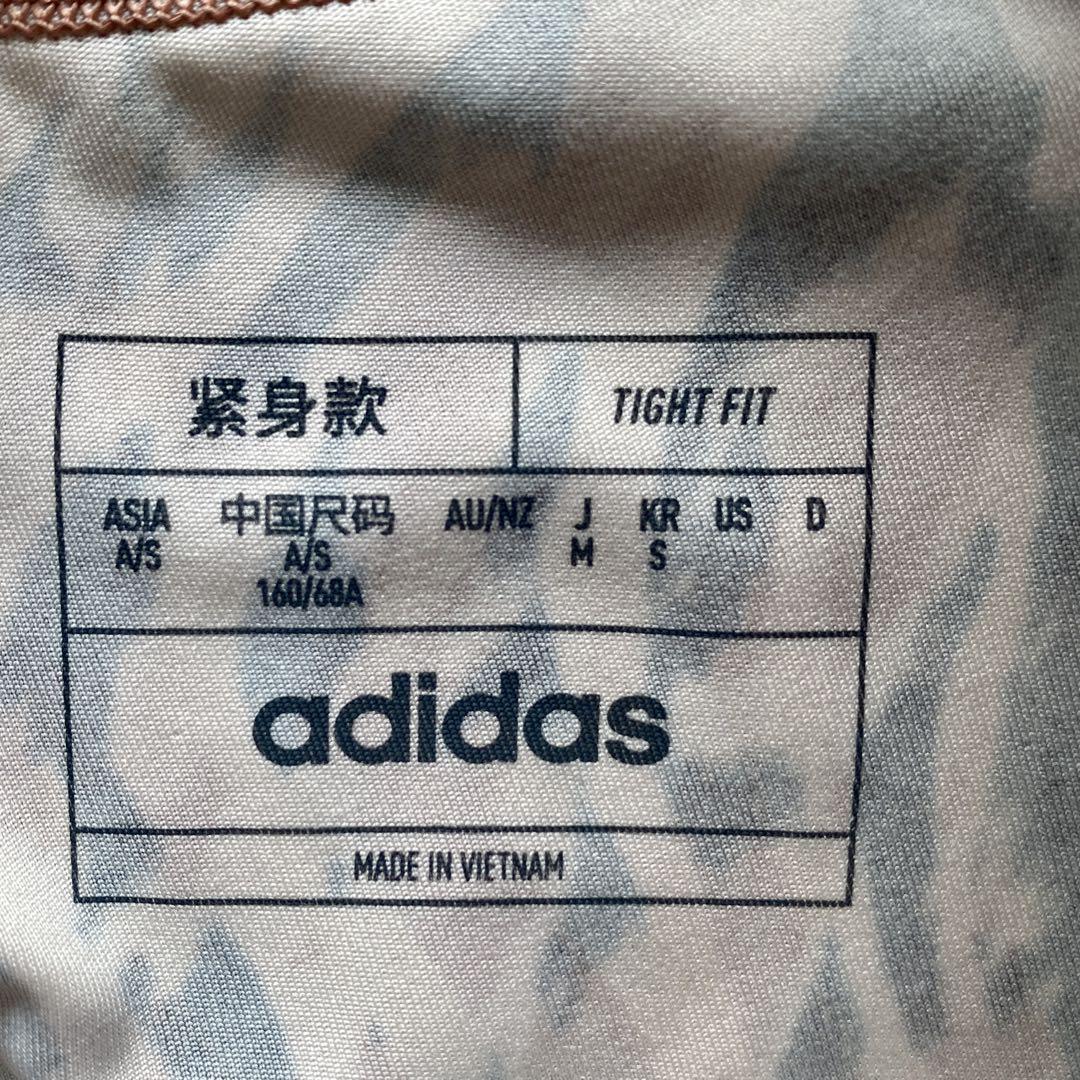 紧身款 TIGHT FIT
ASIA 中国尺码 AU/NZ J KR US D
A/S A/S M S
160/68A
adidas
MADE IN VIETNAM